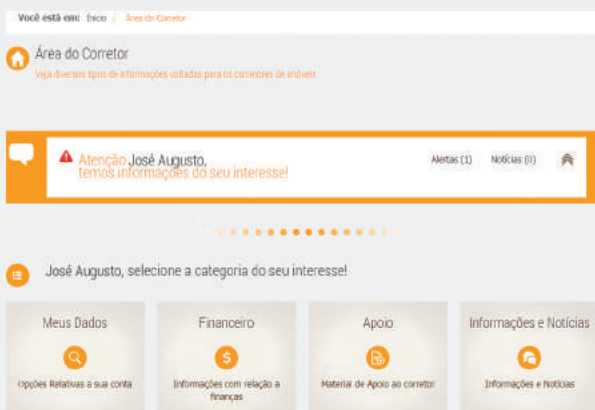 Você está em: Início / Área do Corretor
Área do Corretor
Veja diversos tipos de informações voltadas para os corretores de imóveis
Atenção José Augusto,
temos informações do seu interesse!
Alertas (1) Notícias (0)
José Augusto, selecione a categoria do seu interesse!
Meus Dados
Opções Relativas a sua conta
Financeiro
Informações com relação a
finanças
Apoio
Material de Apoio ao corretor
Informações e Notícias
Informações e Notícias